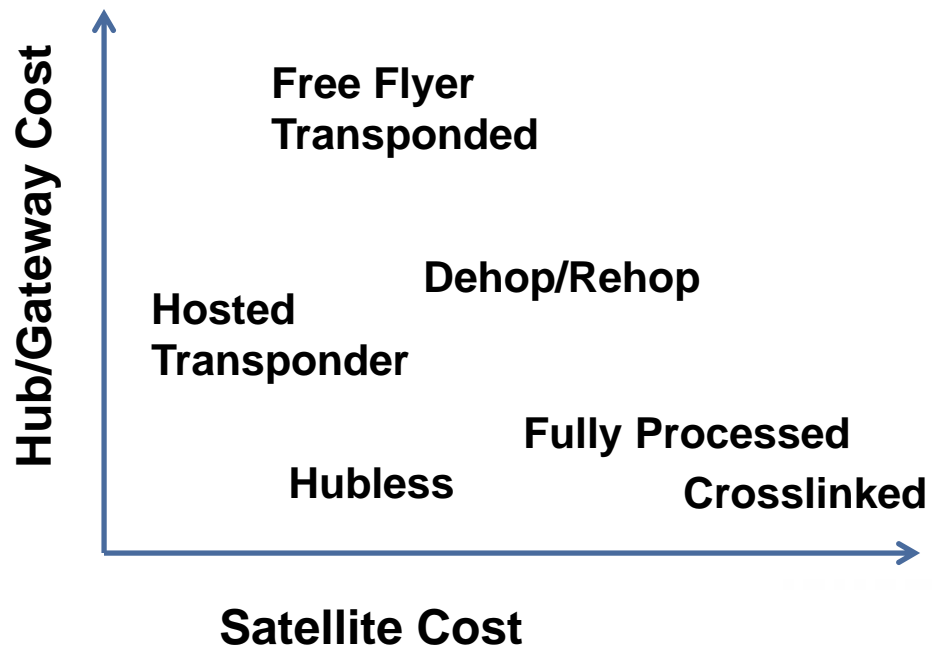 Hub/Gateway Cost
Free Flyer
Transponded
Dehop/Rehop
Hosted
Transponder
Fully Processed
Hubless
Crosslinked
Satellite Cost